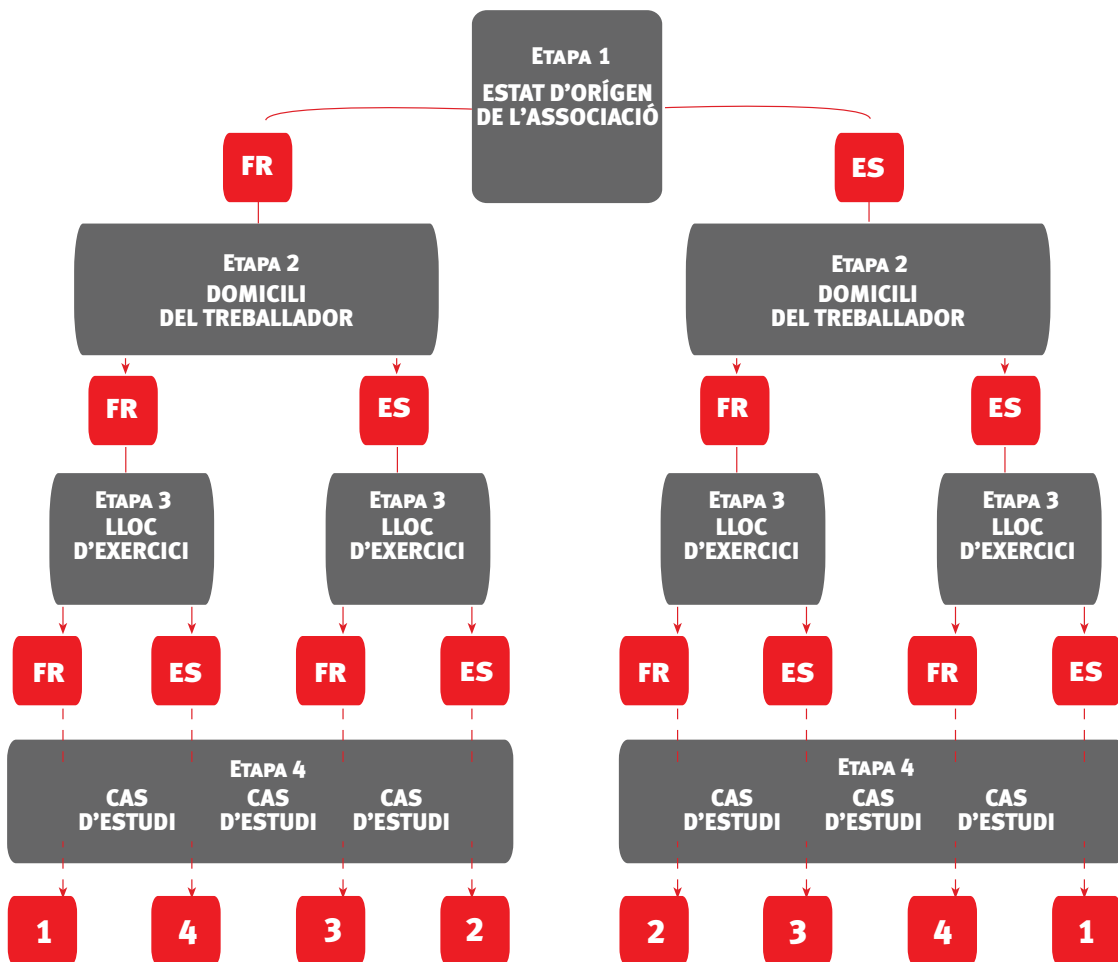 ETAPA 1
ESTAT D’ORÍGEN
DE L’ASSOCIACIÓ
FR
ES
ETAPA 2
DOMICILI
DEL TREBALLADOR
ETAPA 2
DOMICILI
DEL TREBALLADOR
FR
ES
FR
ES
ETAPA 3
LLOC
D’EXERCICI
ETAPA 3
LLOC
D’EXERCICI
ETAPA 3
LLOC
D’EXERCICI
ETAPA 3
LLOC
D’EXERCICI
FR
ES
FR
ES
FR
ES
FR
ES
ETAPA 4
CAS
D’ESTUDI
CAS
D’ESTUDI
CAS
D’ESTUDI
ETAPA 4
CAS
D’ESTUDI
CAS
D’ESTUDI
CAS
D’ESTUDI
1
4
3
2
2
3
4
1